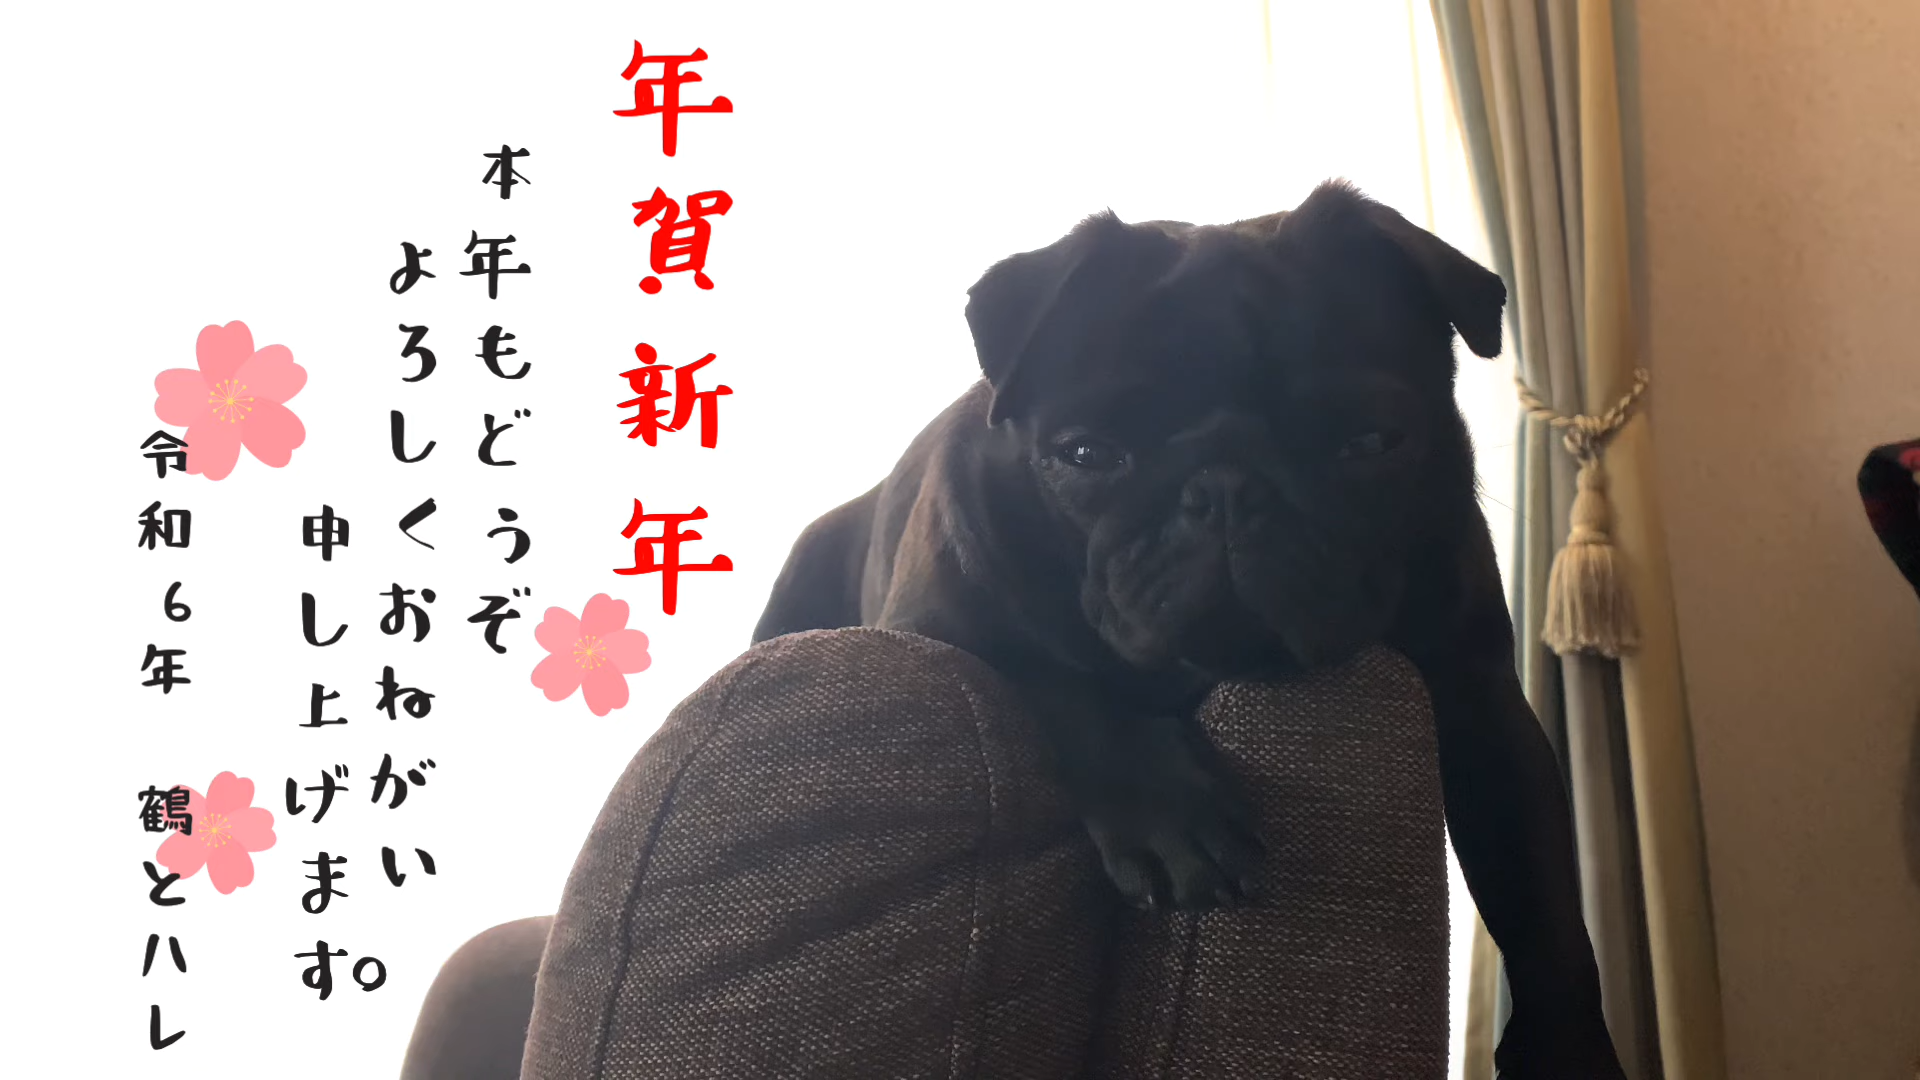 年賀新年
本年もどうぞ
よろしくおねがい
申し上げます。
令和6年 鶴とハレ